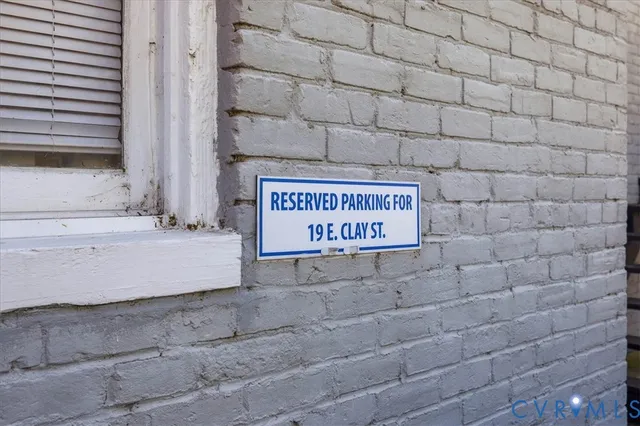 RESERVED PARKING FOR
19 E. CLAY ST.
CVRMLS